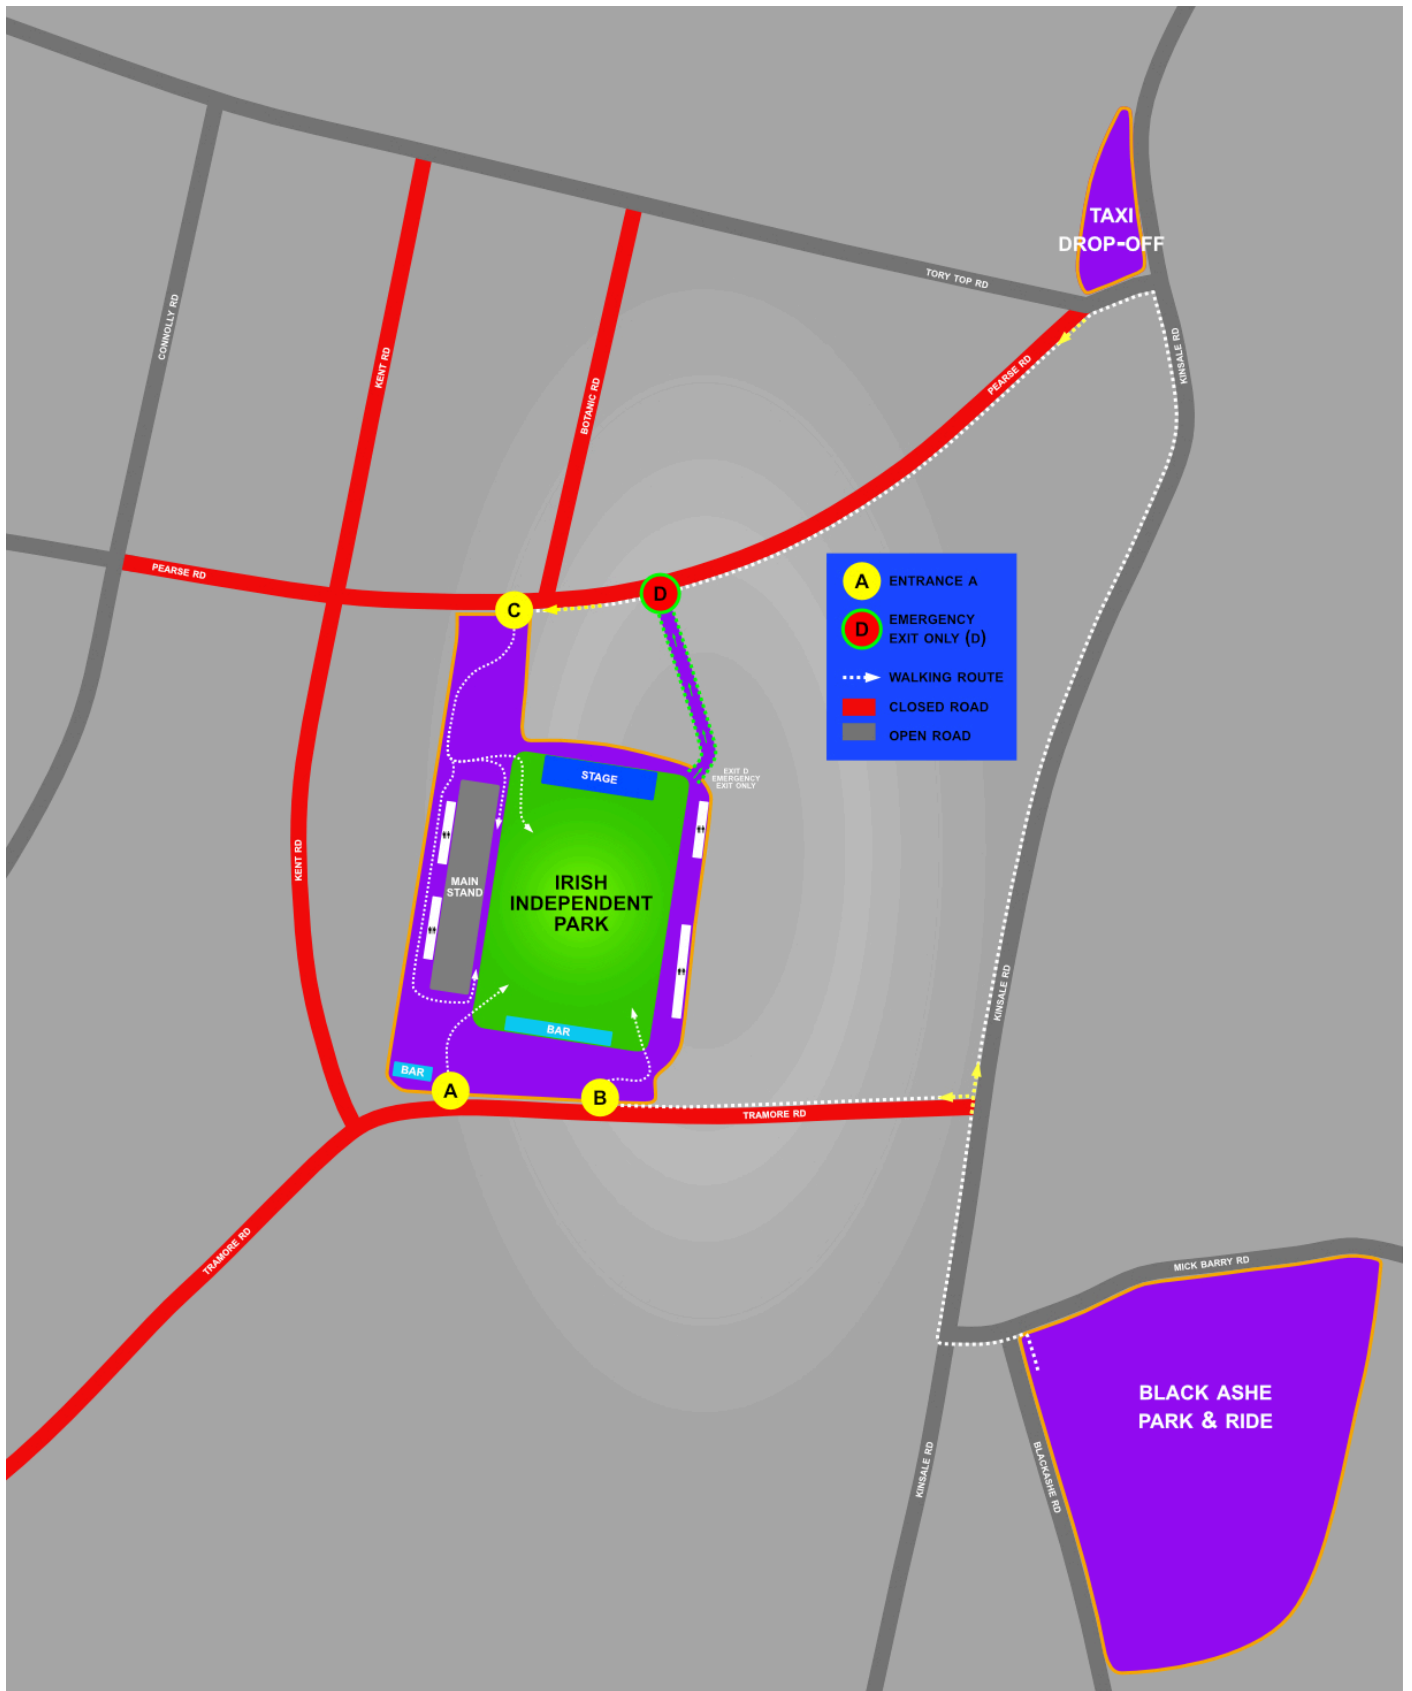 TAXI
DROP-OFF
TORY TOP RD
CONNOLLY RD
KENT RD
BOTANIC RD
PEARSE RD
KINSALE RD
PEARSE RD
C
D
A ENTRANCE A
D EMERGENCY
EXIT ONLY (D)
WALKING ROUTE
CLOSED ROAD
OPEN ROAD
STAGE
EXIT D
EMERGENCY
EXIT ONLY
KENT RD
MAIN
STAND
IRISH
INDEPENDENT
PARK
KINSALE RD
BAR
BAR
A
B
TRAMORE RD
TRAMORE RD
MICK BARRY RD
BLACK ASHE
PARK & RIDE
KINSALE RD
BLACKASHE RD